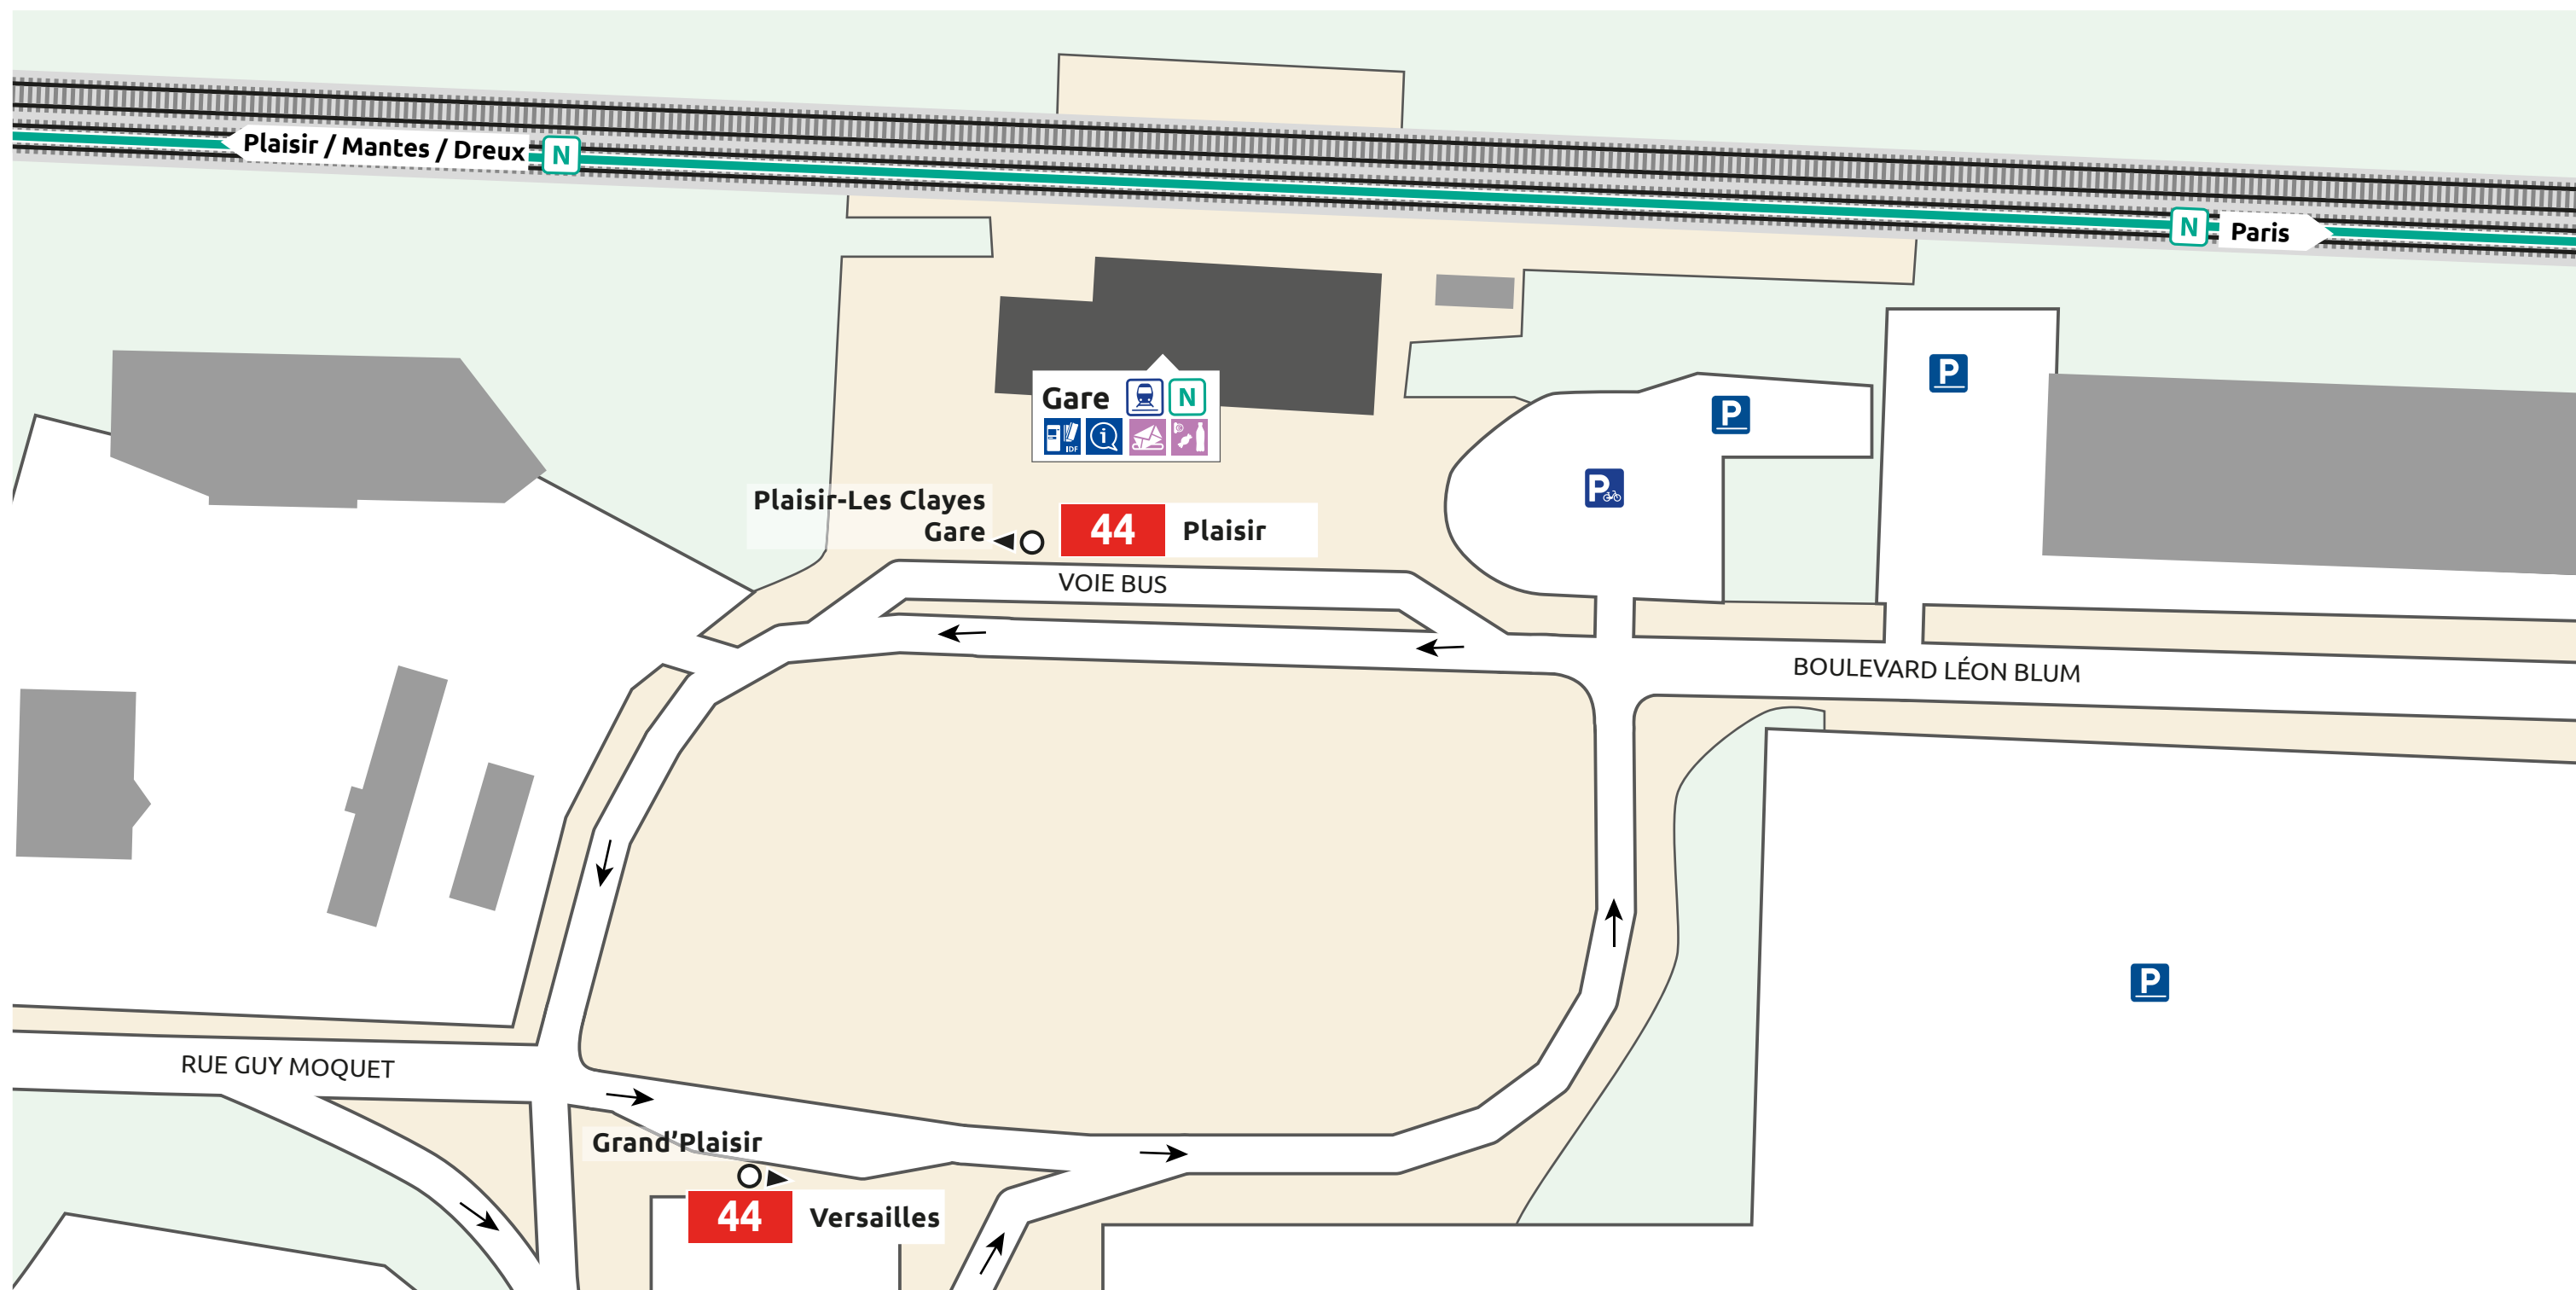 Plaisir / Mantes / Dreux N
N Paris
Gare N
IDF i
P
P
P
Plaisir-Les Clayes
Gare
44 Plaisir
VOIE BUS
BOULEVARD LÉON BLUM
P
RUE GUY MOQUET
Grand'Plaisir
44 Versailles